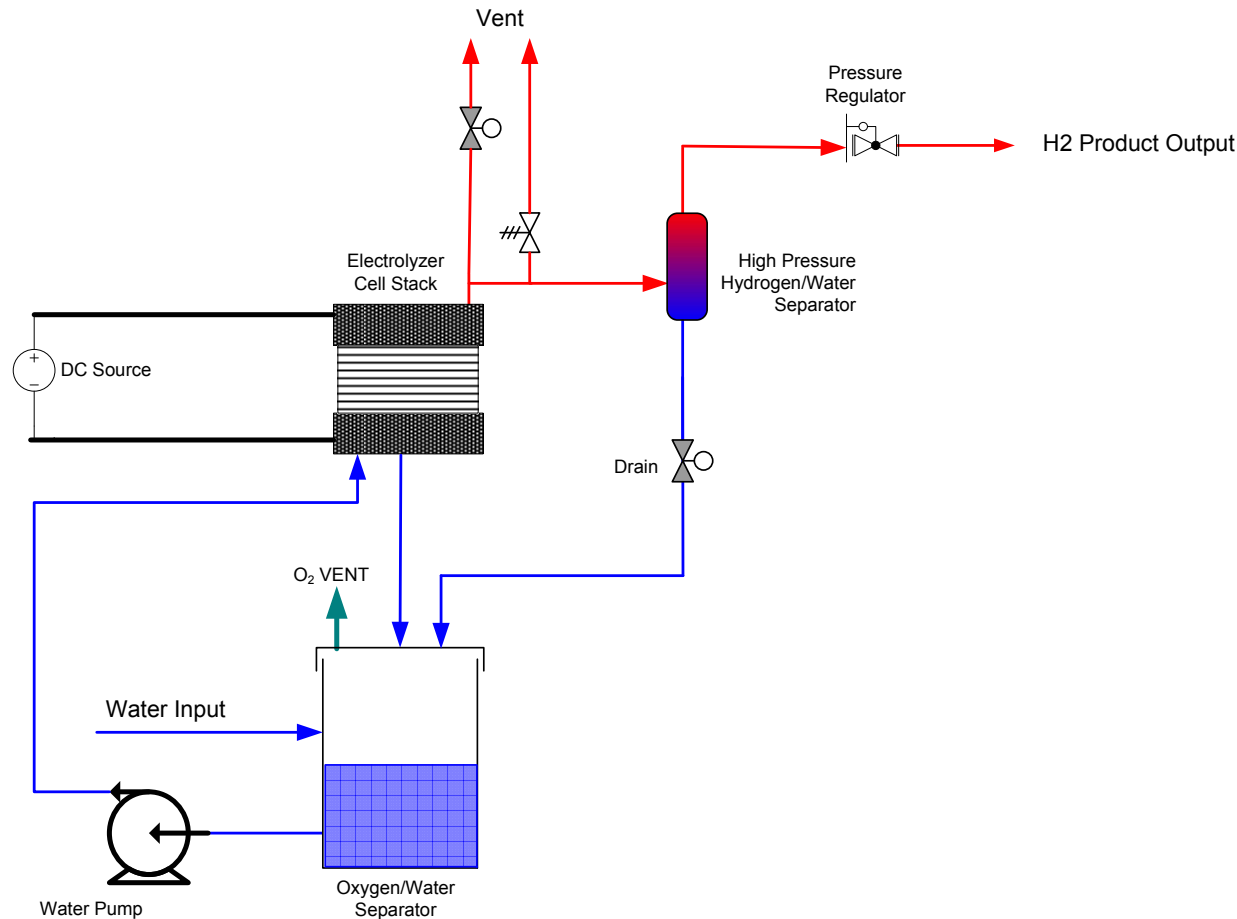 Vent
Pressure
Regulator
H2 Product Output
Electrolyzer
Cell Stack
High Pressure
Hydrogen/Water
Separator
+
DC Source
−
Drain
O₂ VENT
Water Input
Water Pump
Oxygen/Water
Separator